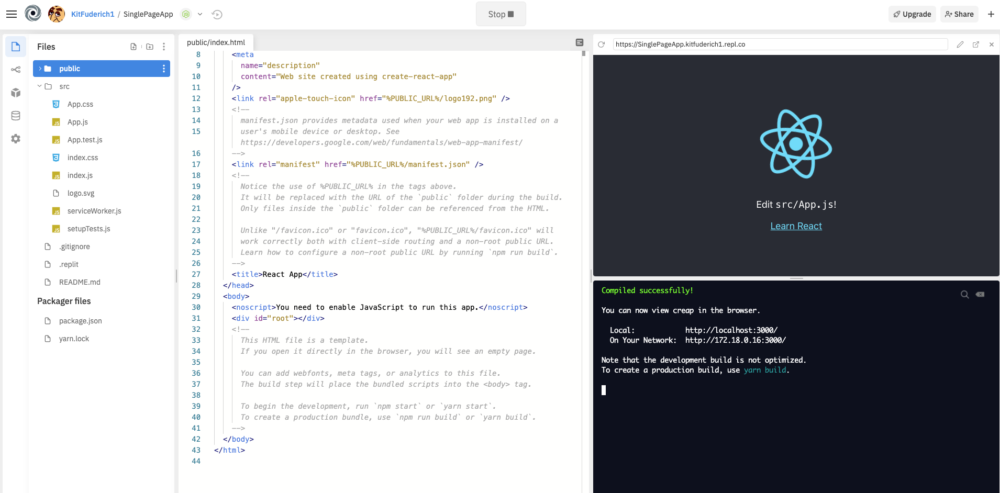 KitFuderich1 / SinglePageApp
Stop
Upgrade
Share
Files
public
src
App.css
App.js
App.test.js
index.css
index.js
logo.svg
serviceWorker.js
setupTests.js
.gitignore
.replit
README.md
Packager files
package.json
yarn.lock
public/index.html
8 <meta
9 name="description"
10 content="Web site created using create-react-app"
11 />
12 <link rel="apple-touch-icon" href="%PUBLIC_URL%/logo192.png" />
13 <!--
14 manifest.json provides metadata used when your web app is installed on a
15 user's mobile device or desktop. See
https://developers.google.com/web/fundamentals/web-app-manifest/
16 -->
17 <link rel="manifest" href="%PUBLIC_URL%/manifest.json" />
18 <!--
19 Notice the use of %PUBLIC_URL% in the tags above.
20 It will be replaced with the URL of the `public` folder during the build.
21 Only files inside the `public` folder can be referenced from the HTML.
22
23 Unlike "/favicon.ico" or "favicon.ico", "%PUBLIC_URL%/favicon.ico" will
24 work correctly both with client-side routing and a non-root public URL.
25 Learn how to configure a non-root public URL by running `npm run build`.
26 -->
27 <title>React App</title>
28 </head>
29 <body>
30 <noscript>You need to enable JavaScript to run this app.</noscript>
31 <div id="root"></div>
32 <!--
33 This HTML file is a template.
34 If you open it directly in the browser, you will see an empty page.
35
36 You can add webfonts, meta tags, or analytics to this file.
37 The build step will place the bundled scripts into the <body> tag.
38
39 To begin the development, run `npm start` or `yarn start`.
40 To create a production bundle, use `npm run build` or `yarn build`.
41 -->
42 </body>
43 </html>
44
https://SinglePageApp.kitfuderich1.repl.co
Edit src/App.js!
Learn React
Compiled successfully!
You can now view creap in the browser.
Local: http://localhost:3000/
On Your Network: http://172.18.0.16:3000/
Note that the development build is not optimized.
To create a production build, use yarn build.